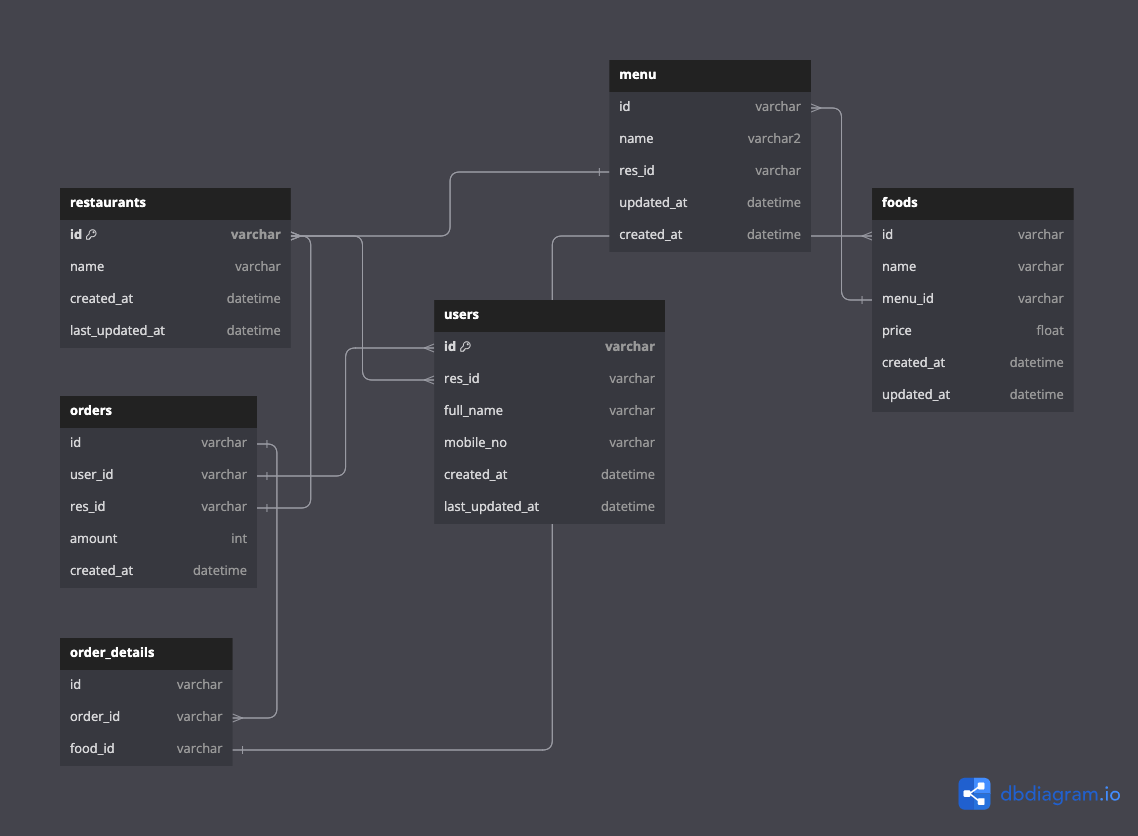 menu
id varchar
name varchar2
res_id varchar
updated_at datetime
created_at datetime
restaurants
id varchar
name varchar
created_at datetime
last_updated_at datetime
foods
id varchar
name varchar
menu_id varchar
price float
created_at datetime
updated_at datetime
users
id varchar
res_id varchar
full_name varchar
mobile_no varchar
created_at datetime
last_updated_at datetime
orders
id varchar
user_id varchar
res_id varchar
amount int
created_at datetime
order_details
id varchar
order_id varchar
food_id varchar
dbdiagram.io